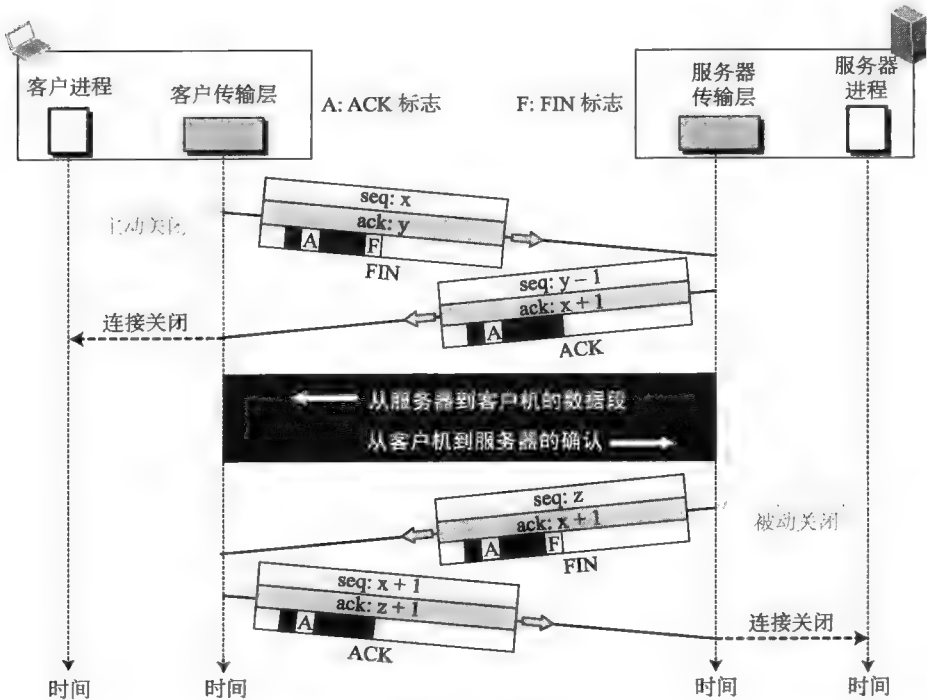 客户进程
客户传输层
A: ACK 标志
F: FIN 标志
服务器
传输层
服务器
进程
主动关闭
seq: x
ack: y
A
F
FIN
seq: y – 1
ack: x + 1
A
ACK
连接关闭
从服务器到客户机的数据段
从客户机到服务器的确认
seq: z
ack: x + 1
A
F
FIN
被动关闭
seq: x + 1
ack: z + 1
A
ACK
连接关闭
时间
时间
时间
时间